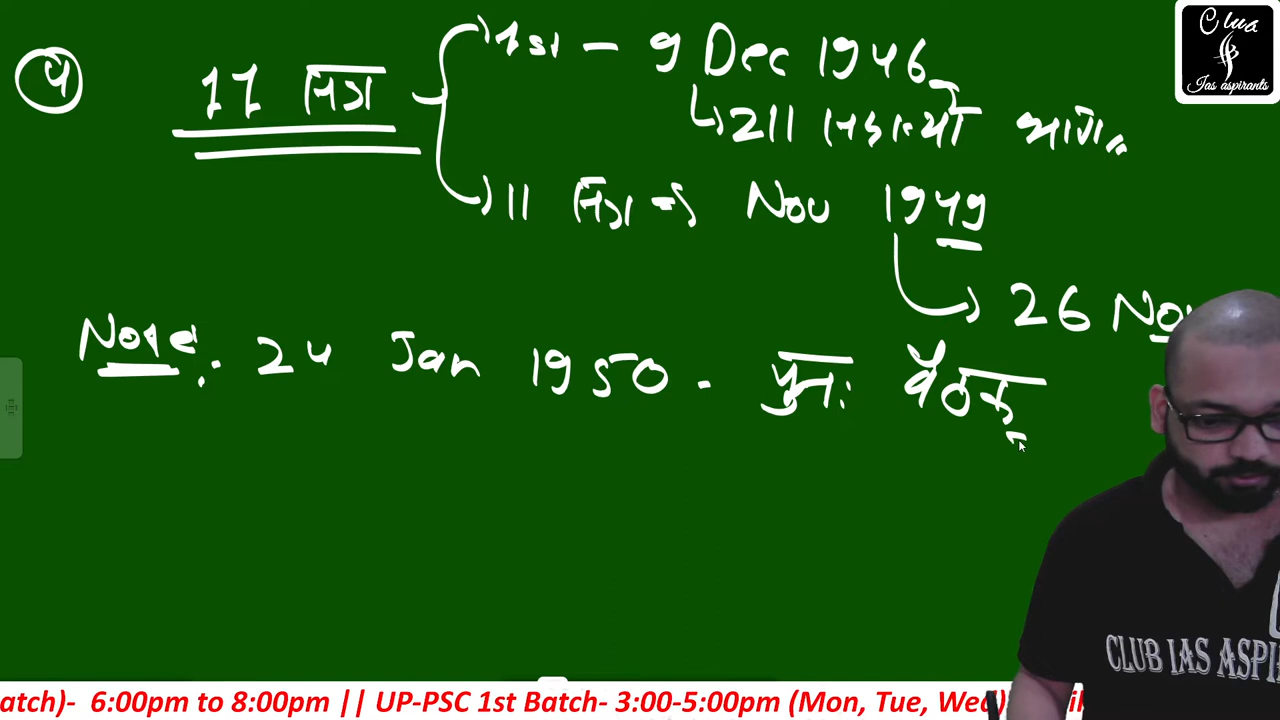 Club
Ias aspirants
4
11 सत्र
1st - 9 Dec 1946
211 सदस्यों भाग
11 सत्र → Nov 1949
26 Nov
Note:- 24 Jan 1950 - पुनः बैठक
CLUB IAS ASPI
atch)- 6:00pm to 8:00pm || UP-PSC 1st Batch- 3:00-5:00pm (Mon, Tue, Wed)